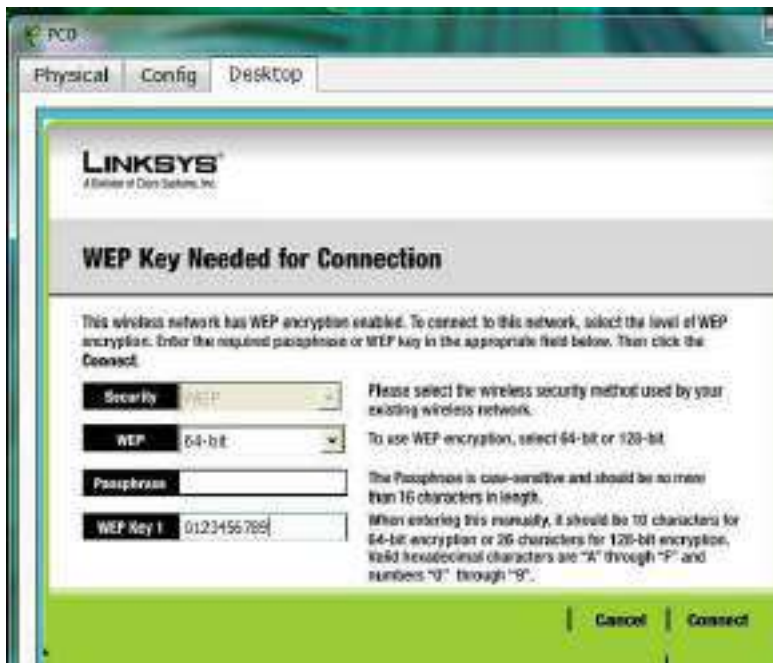 PC0
Physical Config Desktop
LINKSYS®
A Division of Cisco Systems, Inc.
WEP Key Needed for Connection
This wireless network has WEP encryption enabled. To connect to this network, select the level of WEP
encryption. Enter the required passphrase or WEP key in the appropriate field below. Then click the
Connect.
Security WEP Please select the wireless security method used by your
existing wireless network.
WEP 64-bit To use WEP encryption, select 64-bit or 128-bit
Passphrase The Passphrase is case-sensitive and should be no more
than 16 characters in length.
WEP Key 1 0123456789 When entering this manually, it should be 10 characters for
64-bit encryption or 26 characters for 128-bit encryption.
Valid hexadecimal characters are "A" through "F" and
numbers "0" through "9".
Cancel Connect